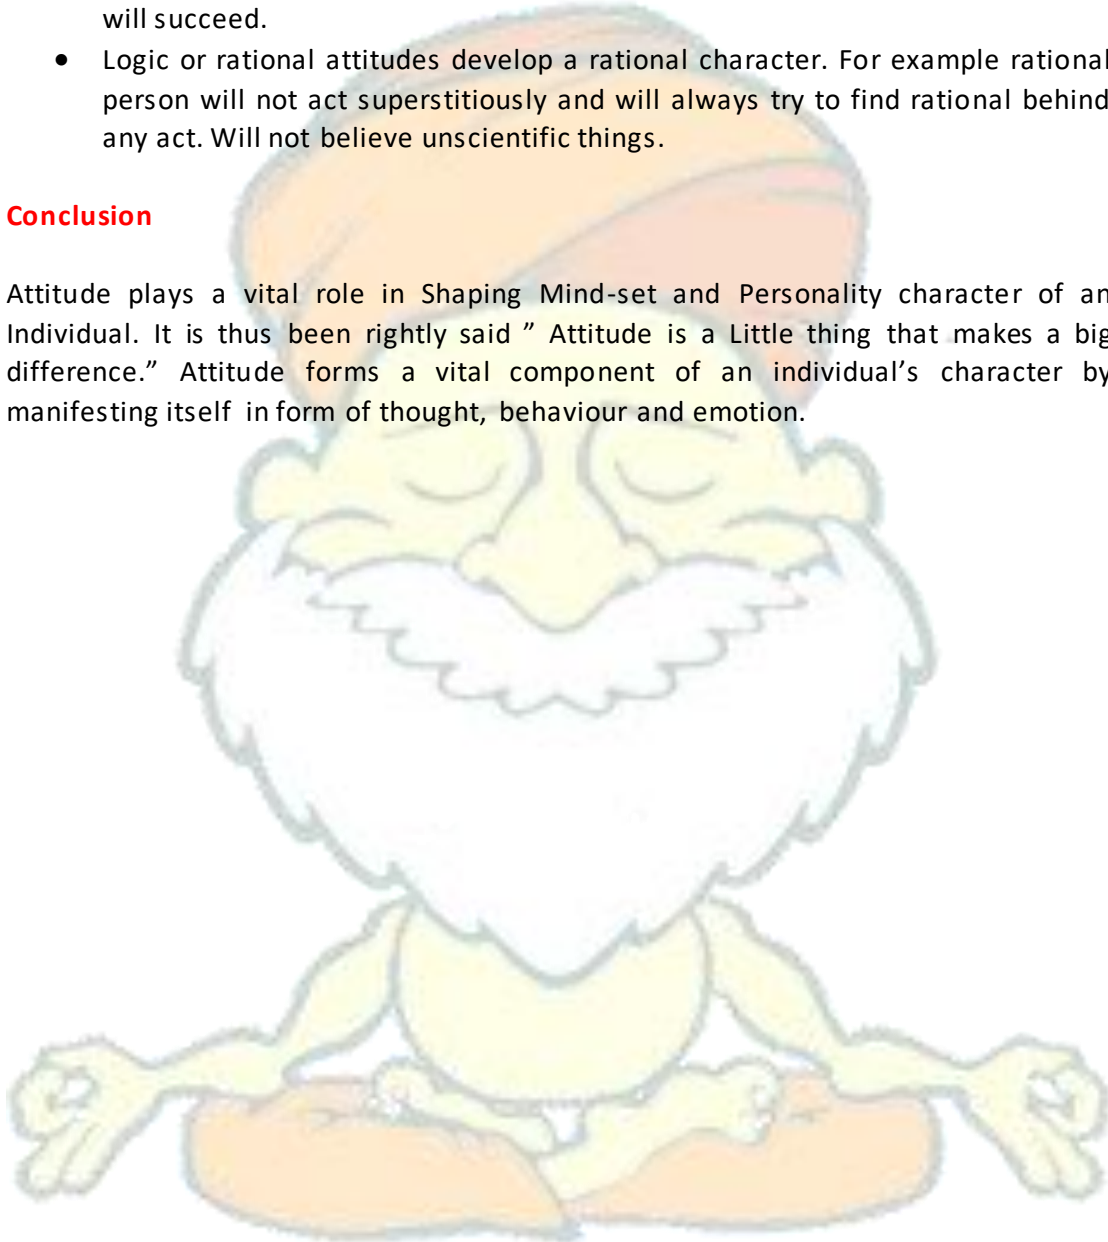 will succeed.
• Logic or rational attitudes develop a rational character. For example rational
person will not act superstitiously and will always try to find rational behind
any act. Will not believe unscientific things.
Conclusion
Attitude plays a vital role in Shaping Mind-set and Personality character of an
Individual. It is thus been rightly said ” Attitude is a Little thing that makes a big
difference.” Attitude forms a vital component of an individual’s character by
manifesting itself in form of thought, behaviour and emotion.